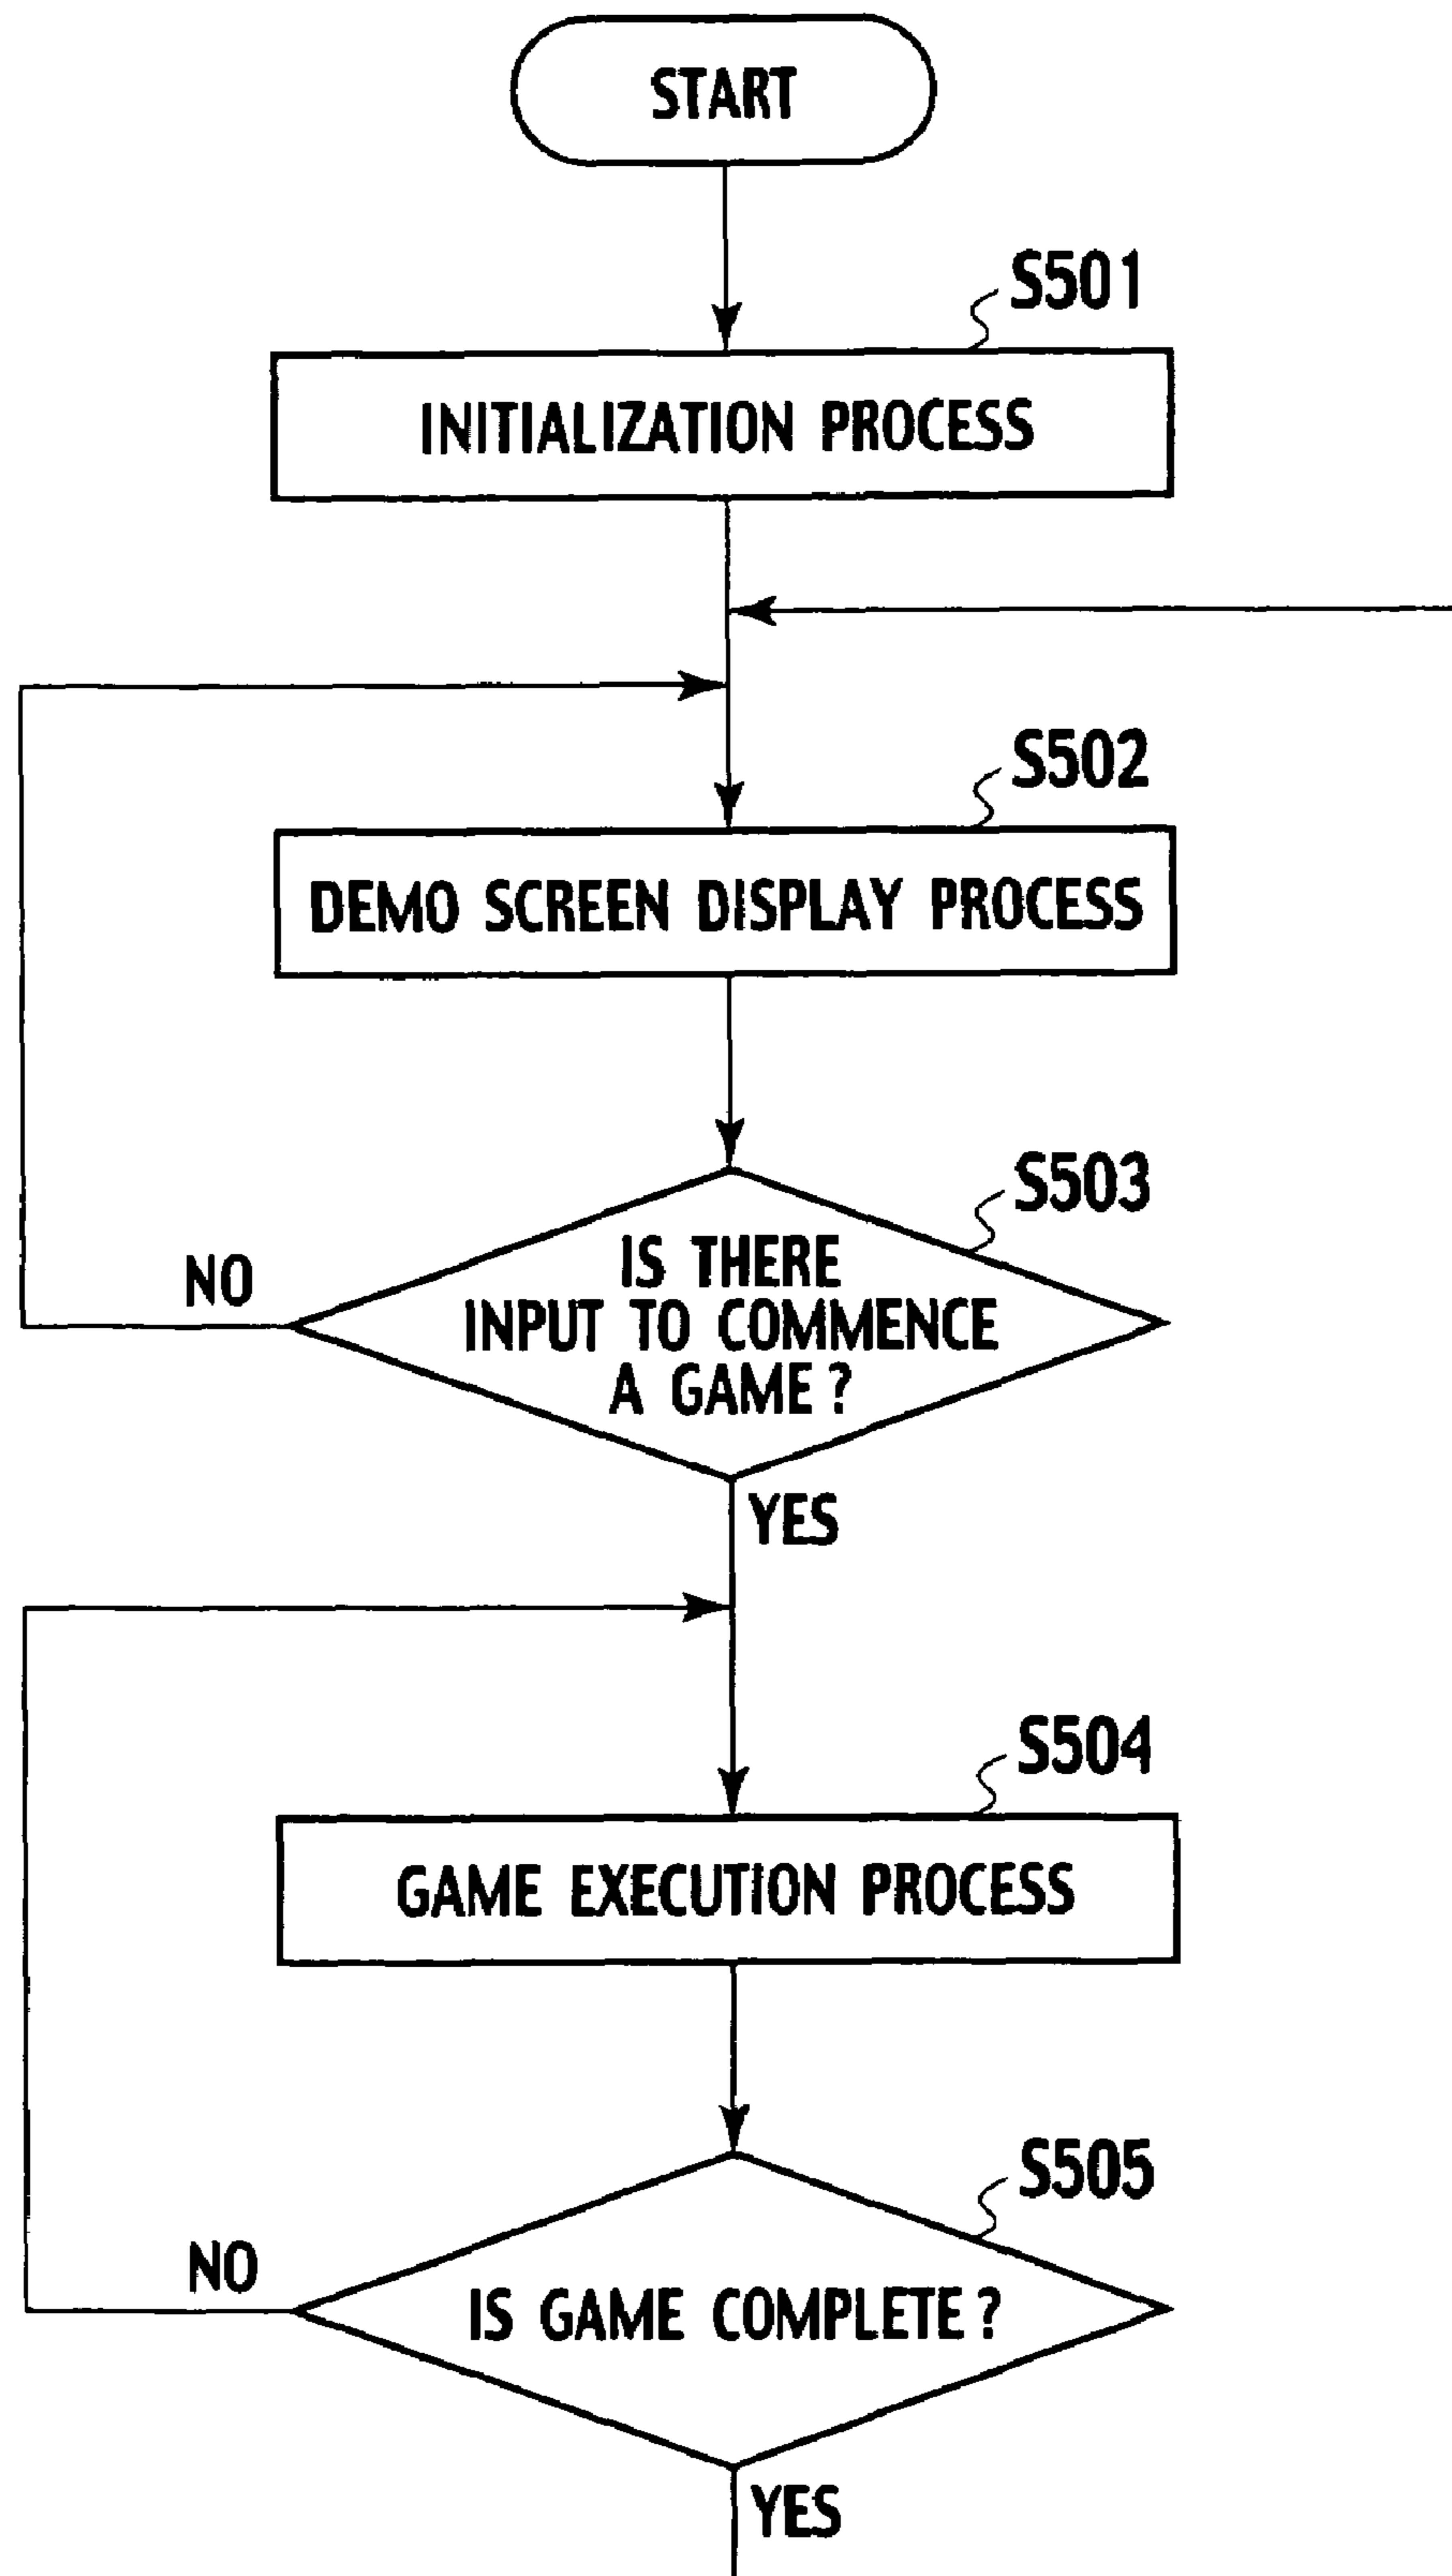 START
S501
INITIALIZATION PROCESS
S502
DEMO SCREEN DISPLAY PROCESS
S503
IS THERE
INPUT TO COMMENCE
A GAME?
NO
YES
S504
GAME EXECUTION PROCESS
S505
IS GAME COMPLETE?
NO
YES